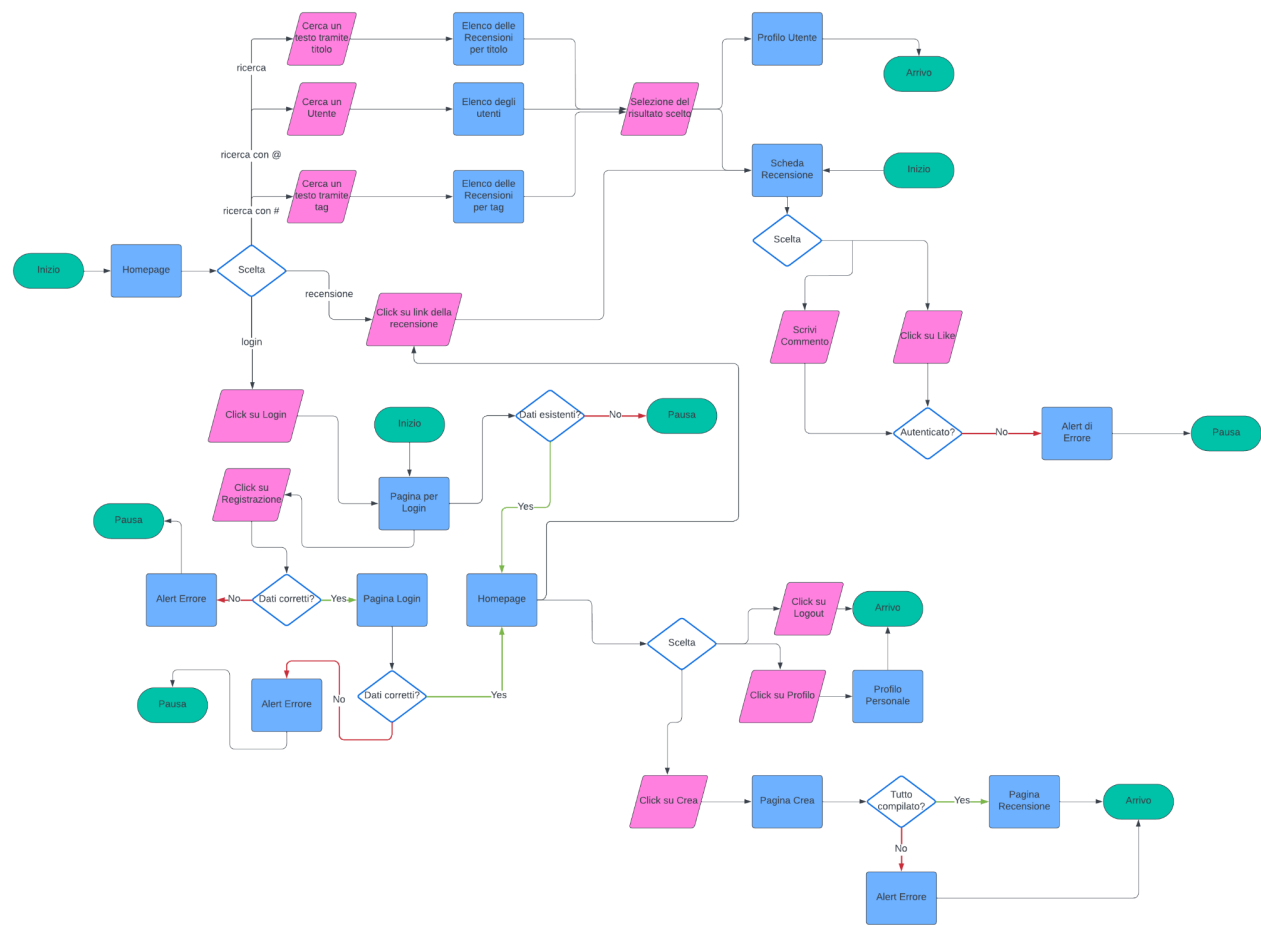 Cerca un
testo tramite
titolo
Elenco delle
Recensioni
per titolo
Profilo Utente
Arrivo
ricerca
Cerca un
Utente
Elenco degli
utenti
Selezione del
risultato scelto
ricerca con @
Scheda
Recensione
Inizio
Cerca un
testo tramite
tag
Elenco delle
Recensioni
per tag
ricerca con #
Scelta
Inizio
Homepage
Scelta
recensione
Click su link della
recensione
Scrivi
Commento
Click su Like
login
Click su Login
Inizio
Dati esistenti?
No
Pausa
Autenticato?
No
Alert di
Errore
Pausa
Click su
Registrazione
Pagina per
Login
Yes
Pausa
Alert Errore
No
Dati corretti?
Yes
Pagina Login
Homepage
Click su
Logout
Arrivo
Scelta
Pausa
Alert Errore
No
Dati corretti?
Yes
Click su Profilo
Profilo
Personale
Click su Crea
Pagina Crea
Tutto
compilato?
Yes
Pagina
Recensione
Arrivo
No
Alert Errore